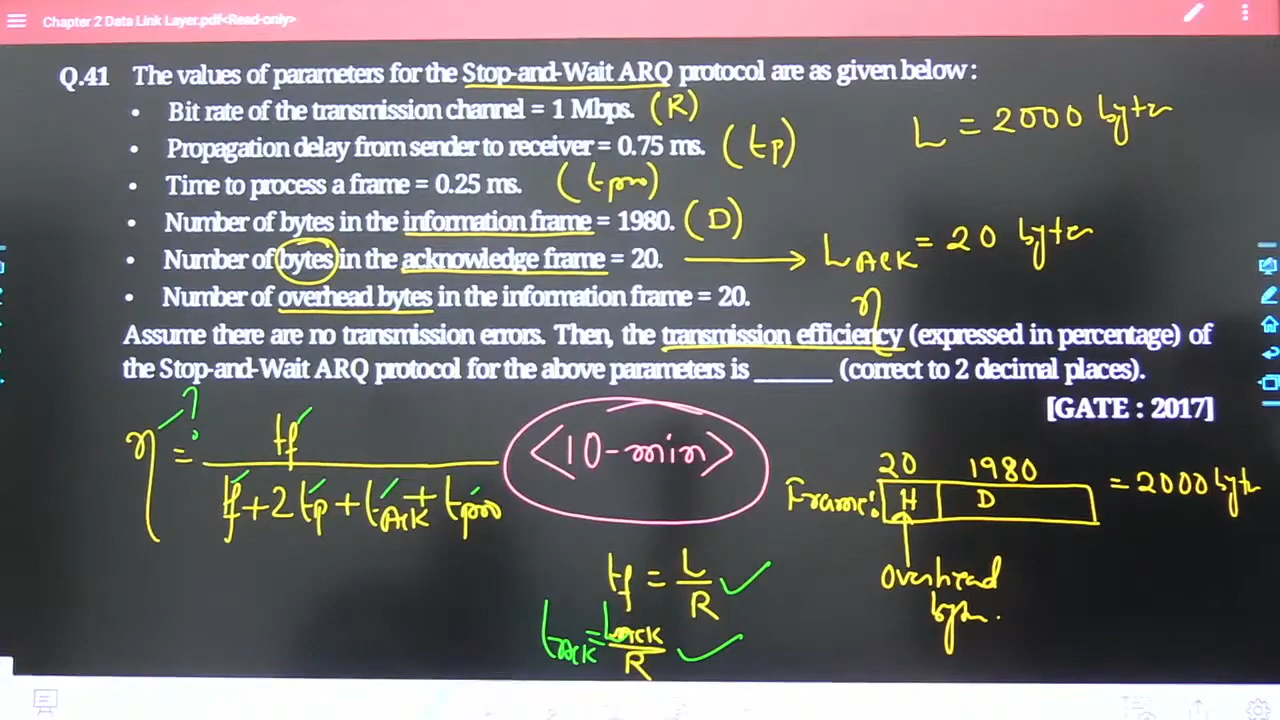 Chapter 2 Data Link Layer.pdf<Read-only>
Q.41 The values of parameters for the Stop-and-Wait ARQ protocol are as given below :
• Bit rate of the transmission channel = 1 Mbps. (R)
L = 2000 bytes
• Propagation delay from sender to receiver = 0.75 ms. (tp)
• Time to process a frame = 0.25 ms. (tpro)
• Number of bytes in the information frame = 1980. (D)
• Number of bytes in the acknowledge frame = 20. → LACK = 20 bytes
• Number of overhead bytes in the information frame = 20.
η
Assume there are no transmission errors. Then, the transmission efficiency (expressed in percentage) of
the Stop-and-Wait ARQ protocol for the above parameters is ______ (correct to 2 decimal places).
[GATE : 2017]
η = tf / tf + 2tp + tACK + tpro
?
<10-min>
20 1980
Frame: H D = 2000 bytes
Overhead
bytes.
tf = L/R ✓
tACK = LACK/R ✓